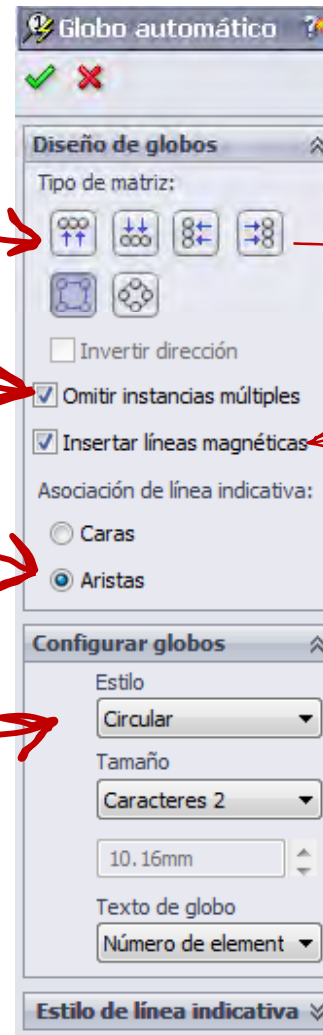 Globo automático
Diseño de globos
Tipo de matriz:
Invertir dirección
Omitir instancias múltiples
Insertar líneas magnéticas
Asociación de línea indicativa:
Caras
Aristas
Configurar globos
Estilo
Circular
Tamaño
Caracteres 2
10.16mm
Texto de globo
Número de element
Estilo de línea indicativa